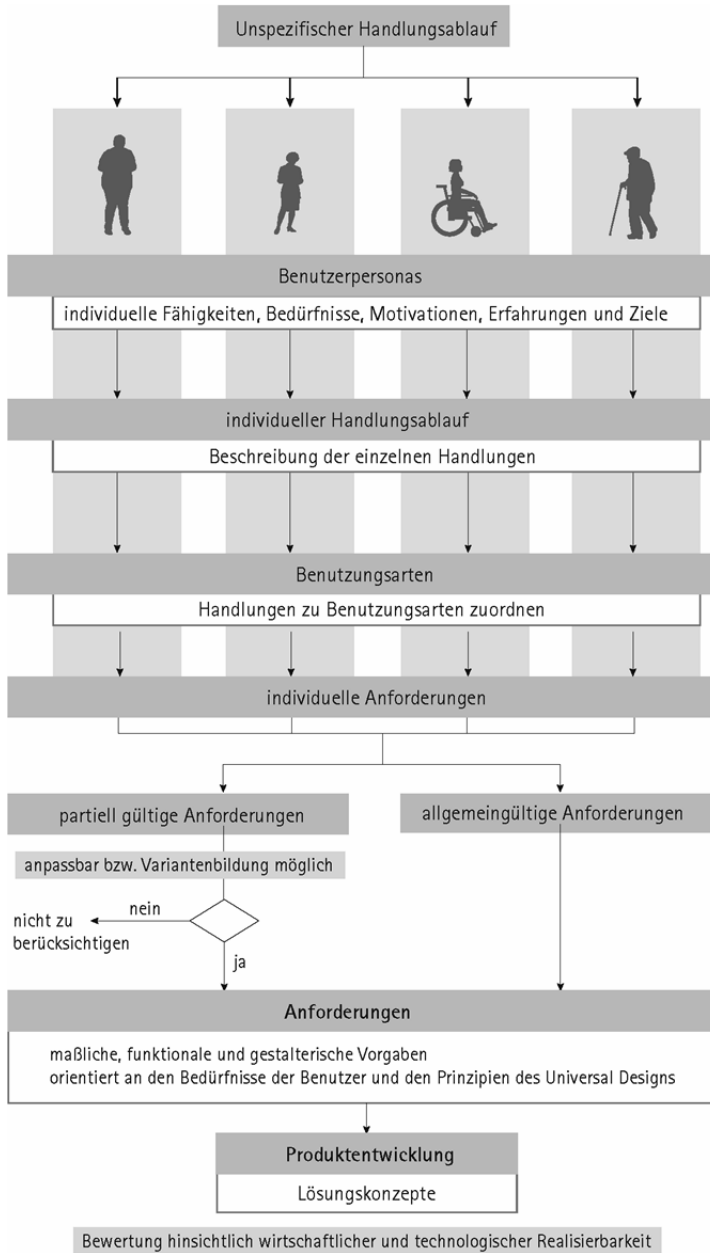 Unspezifischer Handlungsablauf
Benutzerpersonas
individuelle Fähigkeiten, Bedürfnisse, Motivationen, Erfahrungen und Ziele
individueller Handlungsablauf
Beschreibung der einzelnen Handlungen
Benutzungsarten
Handlungen zu Benutzungsarten zuordnen
individuelle Anforderungen
partiell gültige Anforderungen
allgemeingültige Anforderungen
anpassbar bzw. Variantenbildung möglich
nein
nicht zu
berücksichtigen
ja
Anforderungen
maßliche, funktionale und gestalterische Vorgaben
orientiert an den Bedürfnisse der Benutzer und den Prinzipien des Universal Designs
Produktentwicklung
Lösungskonzepte
Bewertung hinsichtlich wirtschaftlicher und technologischer Realisierbarkeit